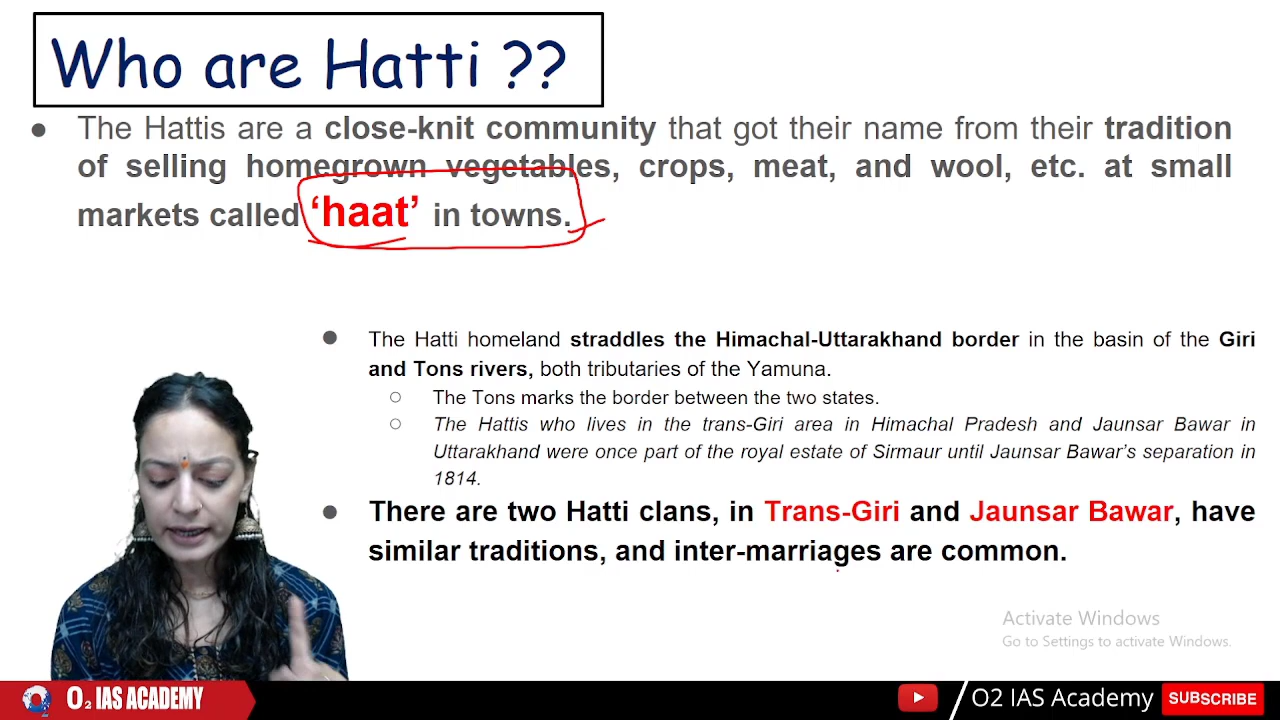 Who are Hatti ??
● The Hattis are a close-knit community that got their name from their tradition
of selling homegrown vegetables, crops, meat, and wool, etc. at small
markets called ‘haat’ in towns.
● The Hatti homeland straddles the Himachal-Uttarakhand border in the basin of the Giri
and Tons rivers, both tributaries of the Yamuna.
○ The Tons marks the border between the two states.
○ The Hattis who lives in the trans-Giri area in Himachal Pradesh and Jaunsar Bawar in
Uttarakhand were once part of the royal estate of Sirmaur until Jaunsar Bawar’s separation in
1814.
● There are two Hatti clans, in Trans-Giri and Jaunsar Bawar, have
similar traditions, and inter-marriages are common.
Activate Windows
Go to Settings to activate Windows.
O2 IAS ACADEMY
O2 IAS Academy SUBSCRIBE